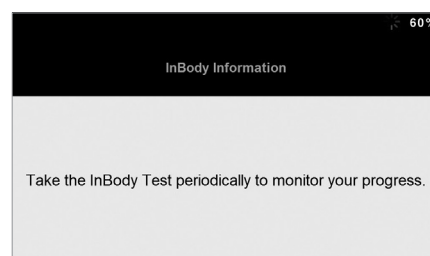 60%
InBody Information
Take the InBody Test periodically to monitor your progress.